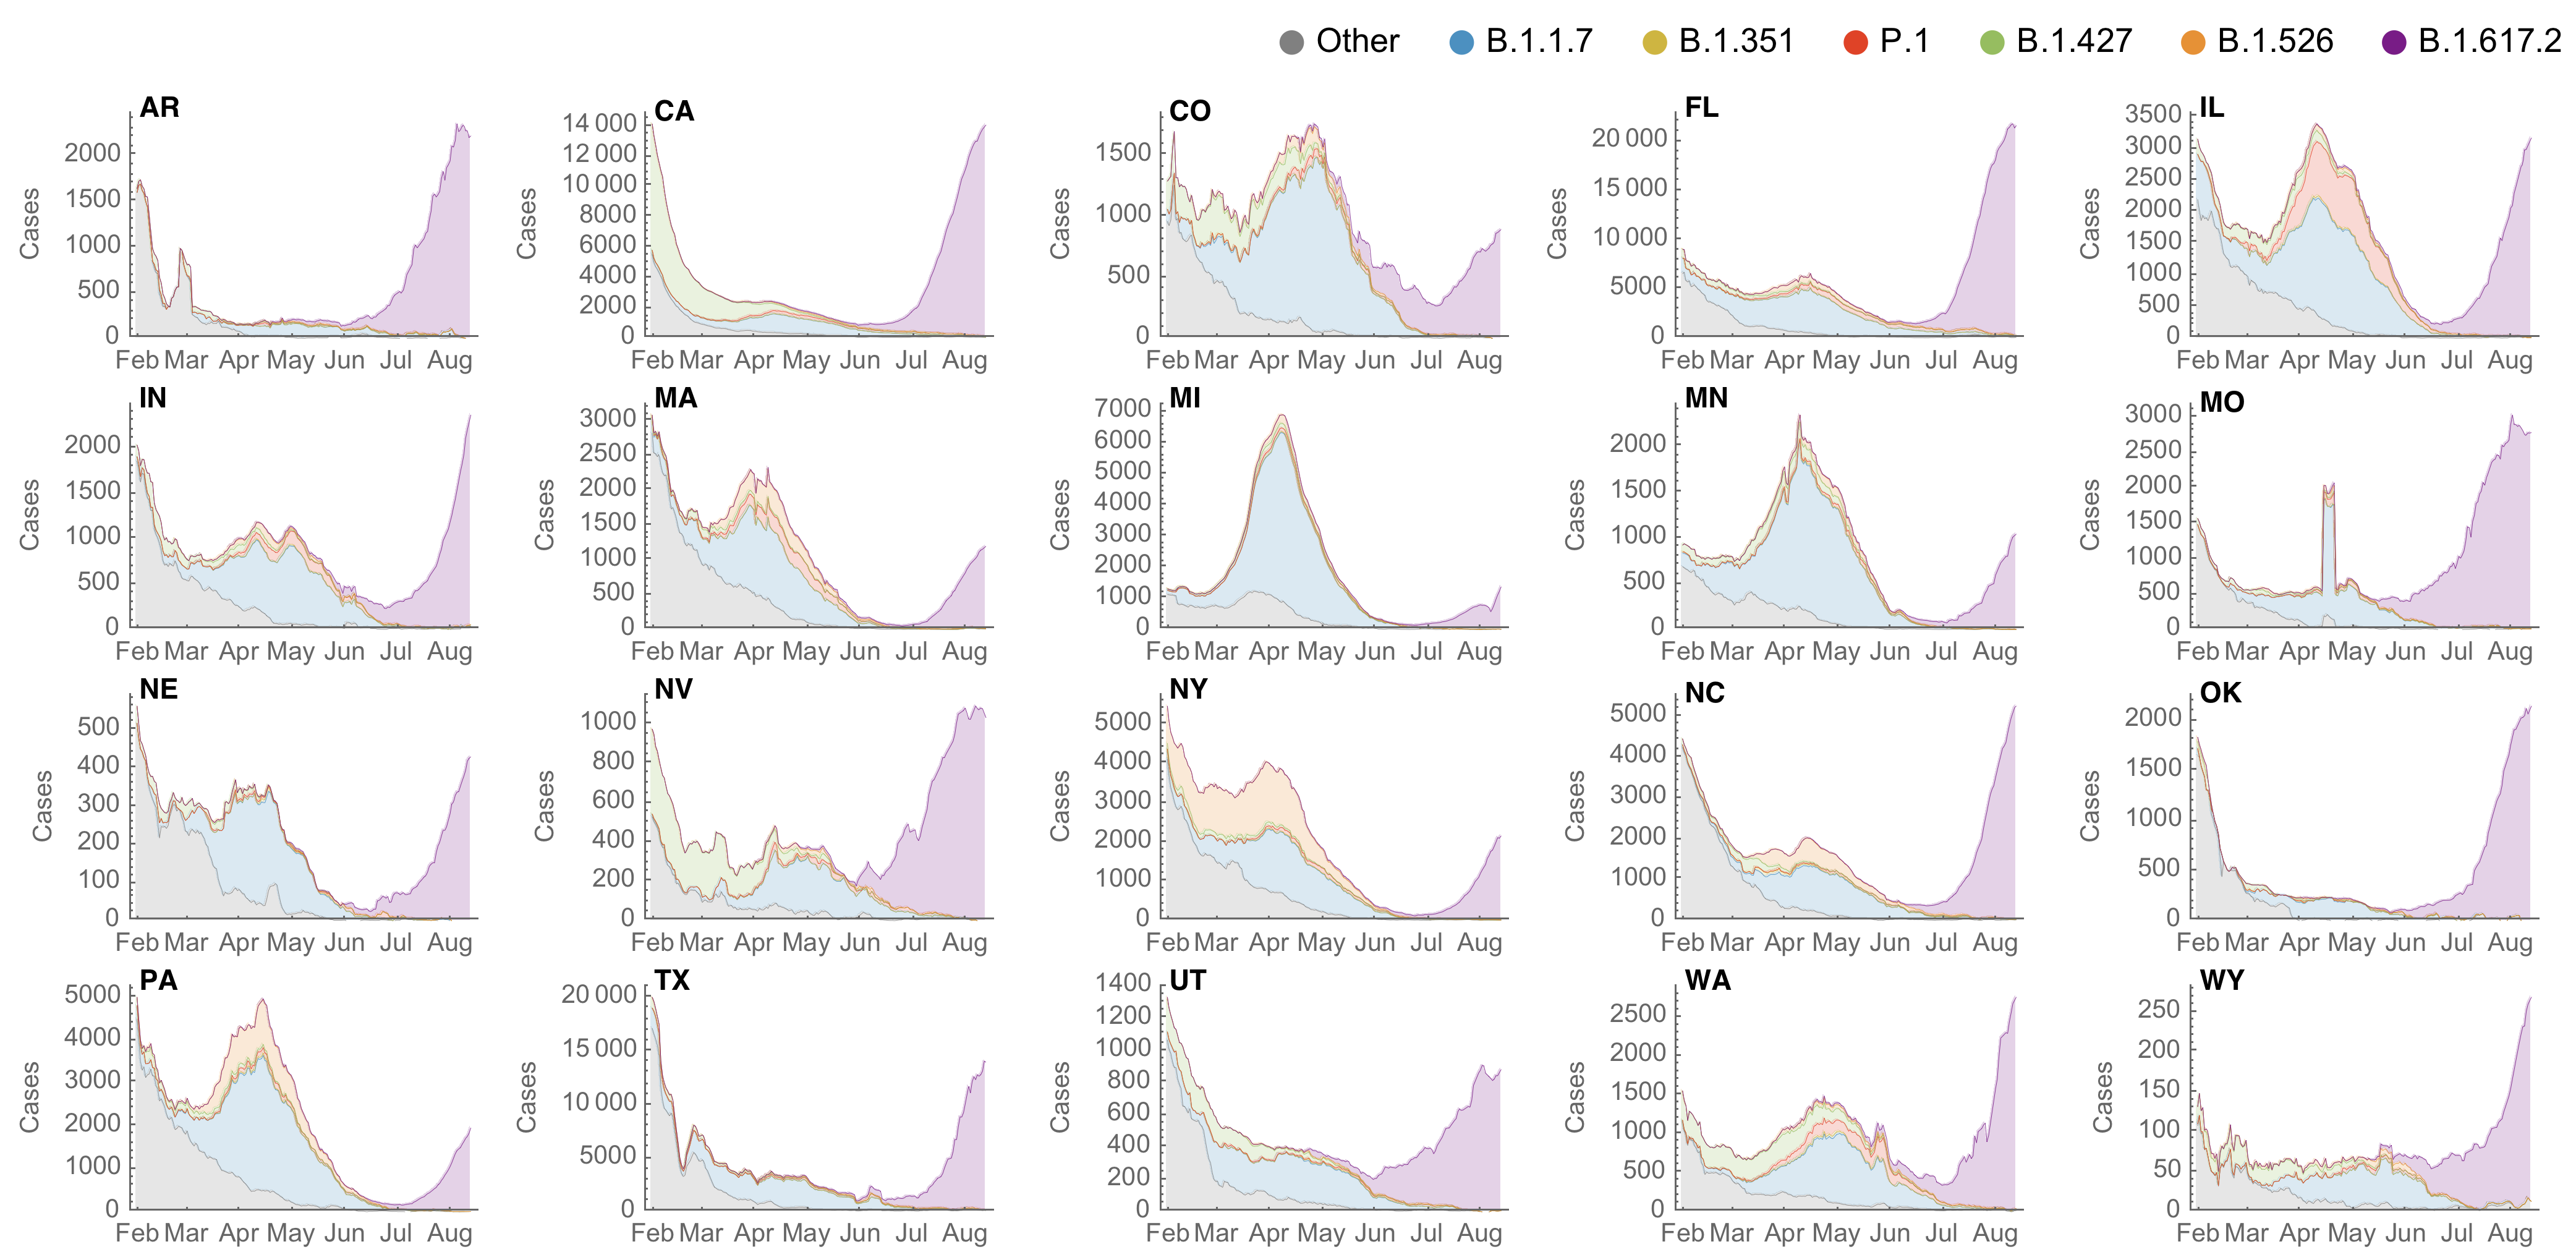 Other B.1.1.7 B.1.351 P.1 B.1.427 B.1.526 B.1.617.2
AR
Cases
2000
1500
1000
500
0
Feb Mar Apr May Jun Jul Aug
CA
Cases
14 000
12 000
10 000
8000
6000
4000
2000
0
Feb Mar Apr May Jun Jul Aug
CO
Cases
1500
1000
500
0
Feb Mar Apr May Jun Jul Aug
FL
Cases
20 000
15 000
10 000
5000
0
Feb Mar Apr May Jun Jul Aug
IL
Cases
3500
3000
2500
2000
1500
1000
500
0
Feb Mar Apr May Jun Jul Aug
IN
Cases
2000
1500
1000
500
0
Feb Mar Apr May Jun Jul Aug
MA
Cases
3000
2500
2000
1500
1000
500
0
Feb Mar Apr May Jun Jul Aug
MI
Cases
7000
6000
5000
4000
3000
2000
1000
0
Feb Mar Apr May Jun Jul Aug
MN
Cases
2000
1500
1000
500
0
Feb Mar Apr May Jun Jul Aug
MO
Cases
3000
2500
2000
1500
1000
500
0
Feb Mar Apr May Jun Jul Aug
NE
Cases
500
400
300
200
100
0
Feb Mar Apr May Jun Jul Aug
NV
Cases
1000
800
600
400
200
0
Feb Mar Apr May Jun Jul Aug
NY
Cases
5000
4000
3000
2000
1000
0
Feb Mar Apr May Jun Jul Aug
NC
Cases
5000
4000
3000
2000
1000
0
Feb Mar Apr May Jun Jul Aug
OK
Cases
2000
1500
1000
500
0
Feb Mar Apr May Jun Jul Aug
PA
Cases
5000
4000
3000
2000
1000
0
Feb Mar Apr May Jun Jul Aug
TX
Cases
20 000
15 000
10 000
5000
0
Feb Mar Apr May Jun Jul Aug
UT
Cases
1400
1200
1000
800
600
400
200
0
Feb Mar Apr May Jun Jul Aug
WA
Cases
2500
2000
1500
1000
500
0
Feb Mar Apr May Jun Jul Aug
WY
Cases
250
200
150
100
50
0
Feb Mar Apr May Jun Jul Aug